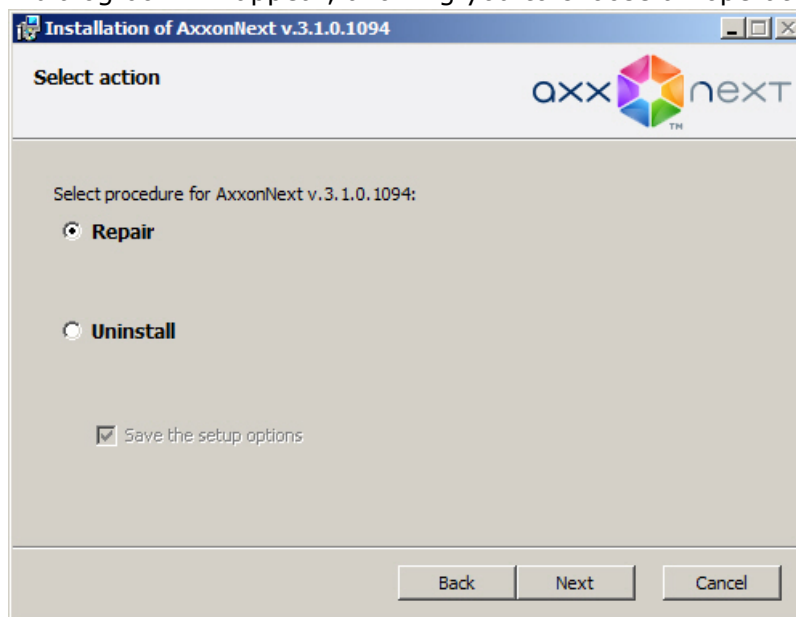 Installation of AxxonNext v.3.1.0.1094
Select action
axx next
TM
Select procedure for AxxonNext v.3.1.0.1094:
Repair
Uninstall
Save the setup options
Back Next Cancel